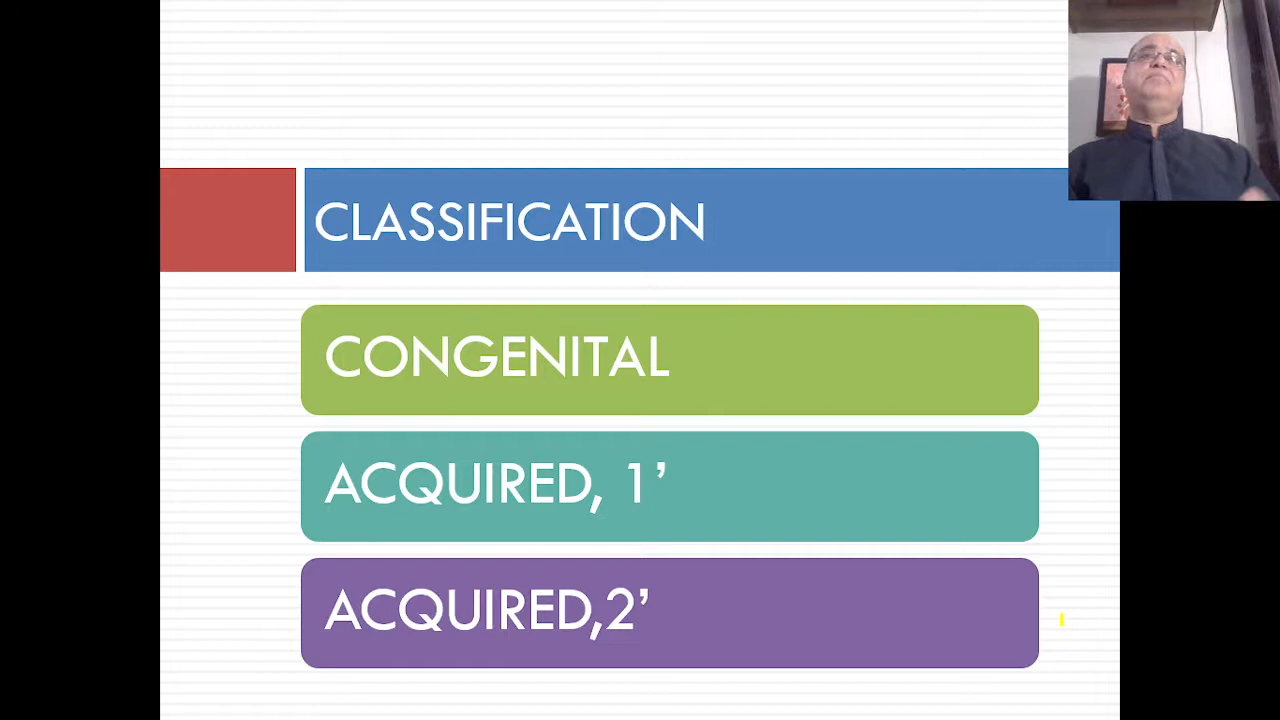 CLASSIFICATION
CONGENITAL
ACQUIRED, 1’
ACQUIRED,2’